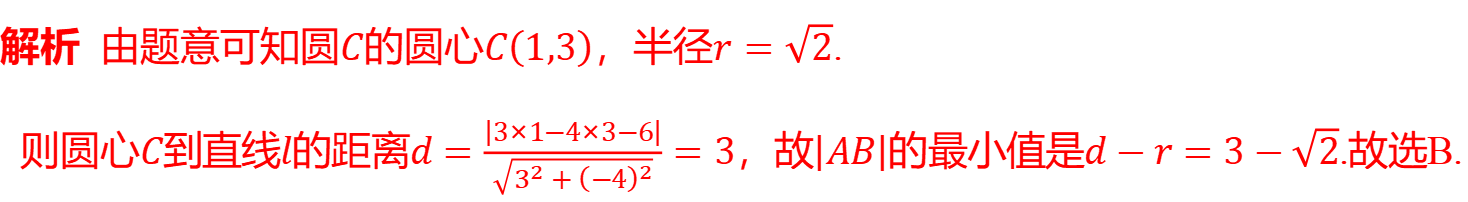 解析 由题意可知圆C的圆心C(1,3)，半径r = √2.
则圆心C到直线l的距离d = |3×1−4×3−6| / √(3² + (−4)²) = 3，故|AB|的最小值是d − r = 3 − √2.故选B.